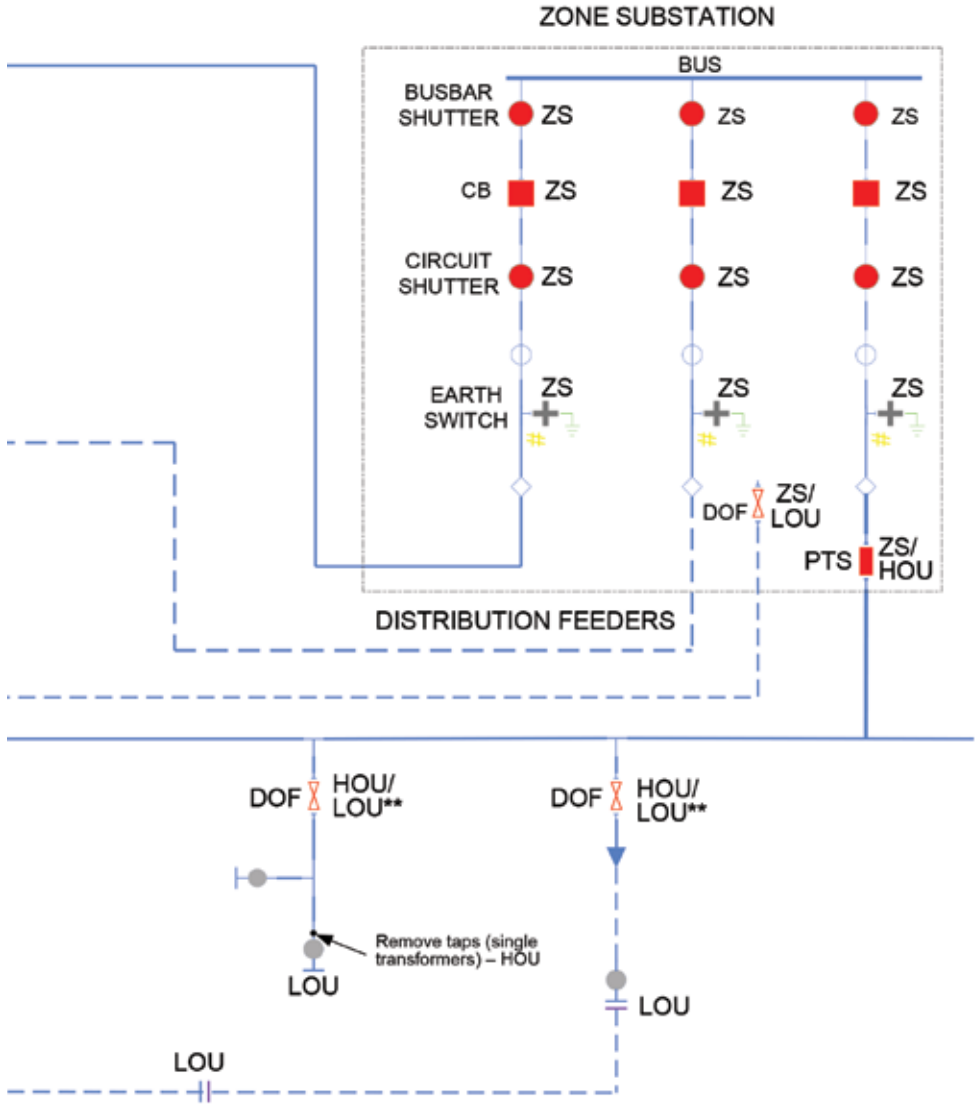 ZONE SUBSTATION
BUS
BUSBAR
SHUTTER
ZS
ZS
ZS
CB
ZS
ZS
ZS
CIRCUIT
SHUTTER
ZS
ZS
ZS
EARTH
SWITCH
ZS
#
ZS
#
ZS
#
DOF
ZS/
LOU
PTS
ZS/
HOU
DISTRIBUTION FEEDERS
DOF
HOU/
LOU**
DOF
HOU/
LOU**
Remove taps (single
transformers) – HOU
LOU
LOU
LOU